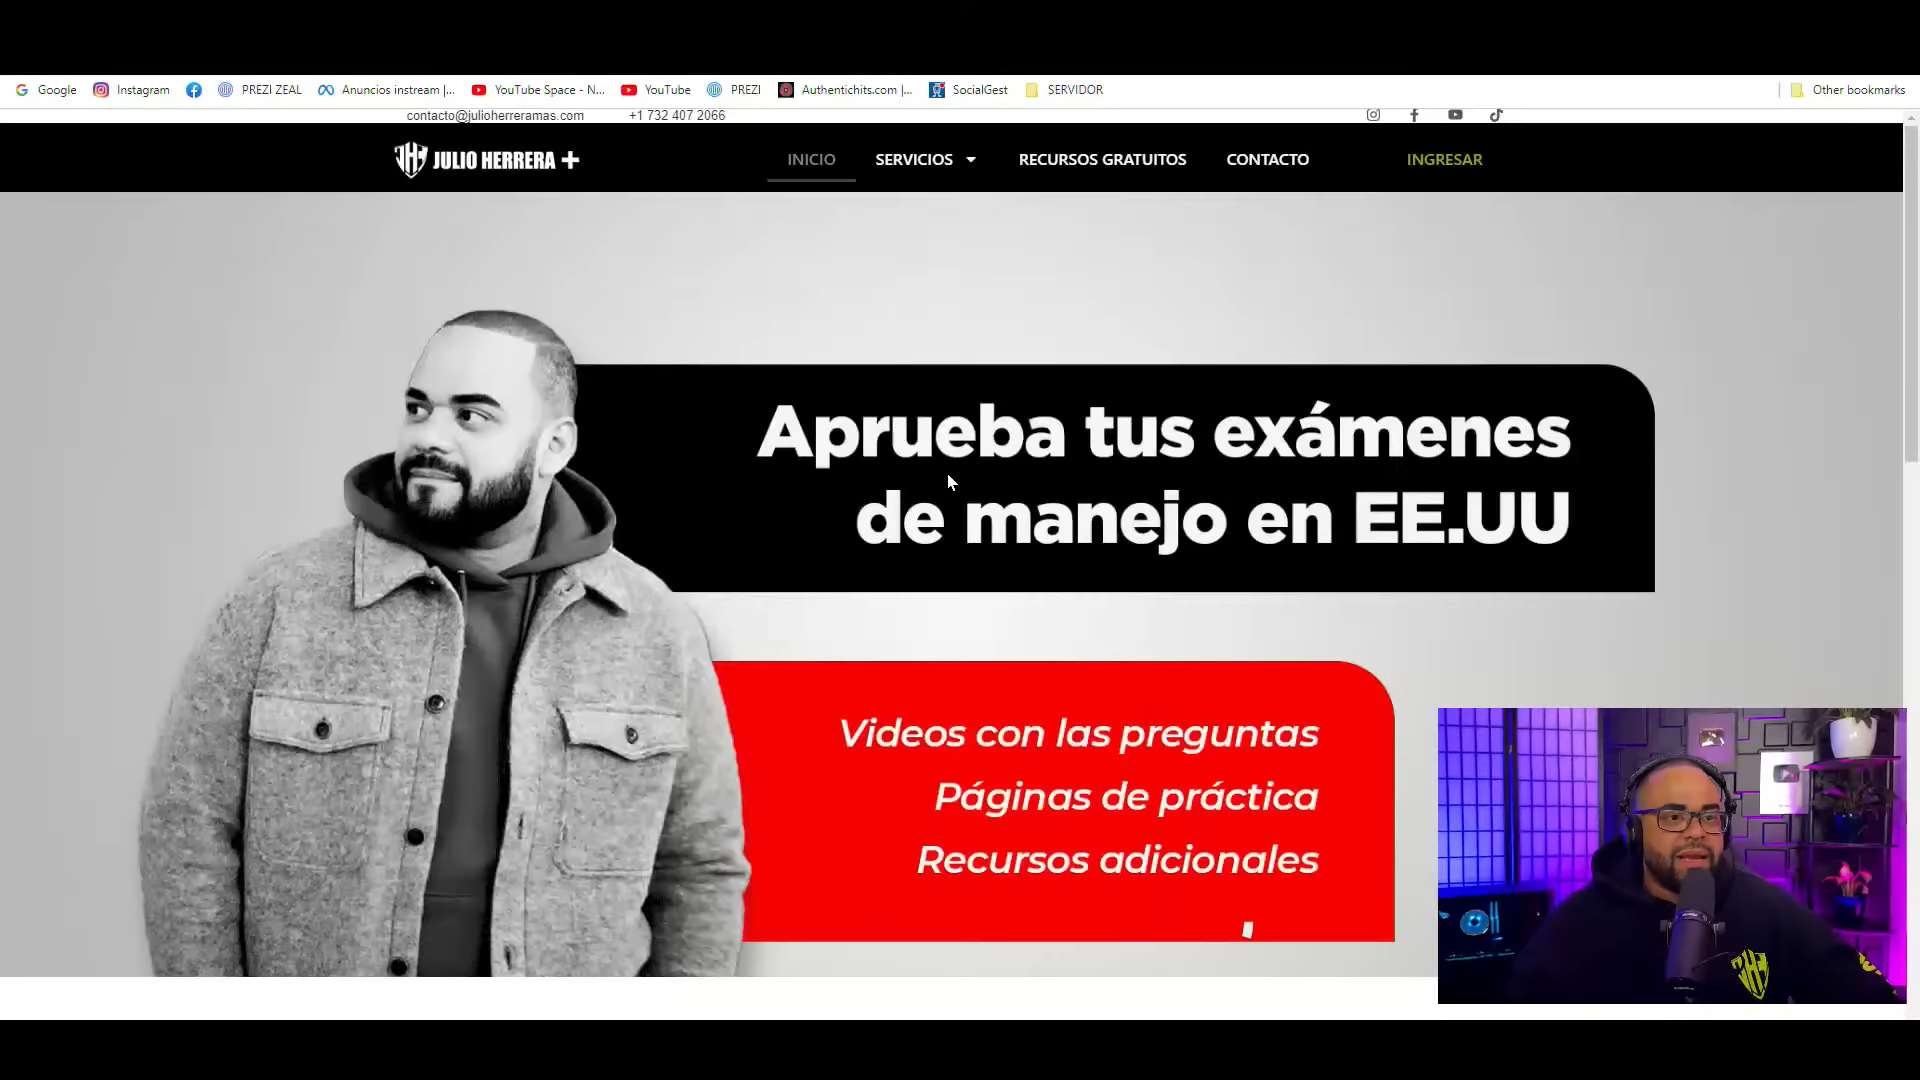 Google Instagram PREZI ZEAL Anuncios instream |... YouTube Space - N... YouTube PREZI Authentichits.com |... SocialGest SERVIDOR Other bookmarks
contacto@julioherreramas.com +1 732 407 2066
JULIO HERRERA + INICIO SERVICIOS RECURSOS GRATUITOS CONTACTO INGRESAR
Aprueba tus exámenes
de manejo en EE.UU
Videos con las preguntas
Páginas de práctica
Recursos adicionales